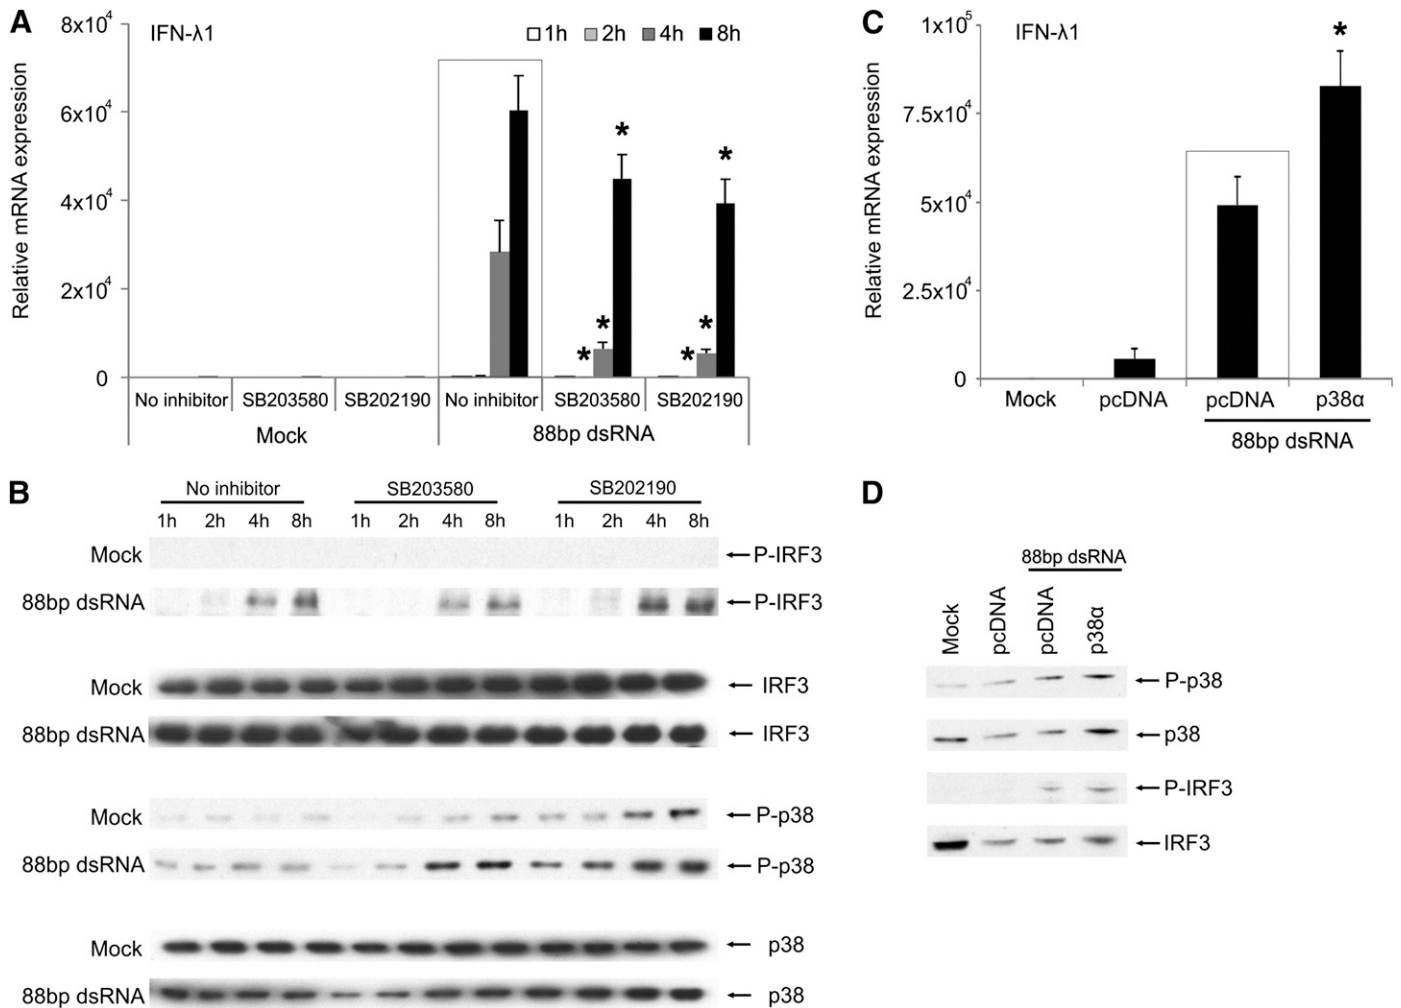 A
IFN-λ1
1h 2h 4h 8h
Relative mRNA expression
8x10⁴
6x10⁴
4x10⁴
2x10⁴
0
* * * * * *
No inhibitor SB203580 SB202190 No inhibitor SB203580 SB202190
Mock 88bp dsRNA
C
IFN-λ1
Relative mRNA expression
1x10⁵
7.5x10⁴
5x10⁴
2.5x10⁴
0
*
Mock pcDNA pcDNA p38α
88bp dsRNA
B
No inhibitor SB203580 SB202190
1h 2h 4h 8h 1h 2h 4h 8h 1h 2h 4h 8h
Mock ←P-IRF3
88bp dsRNA ←P-IRF3
Mock ← IRF3
88bp dsRNA ← IRF3
Mock ←P-p38
88bp dsRNA ←P-p38
Mock ← p38
88bp dsRNA ← p38
D
88bp dsRNA
Mock pcDNA pcDNA p38α
←P-p38
←p38
←P-IRF3
←IRF3